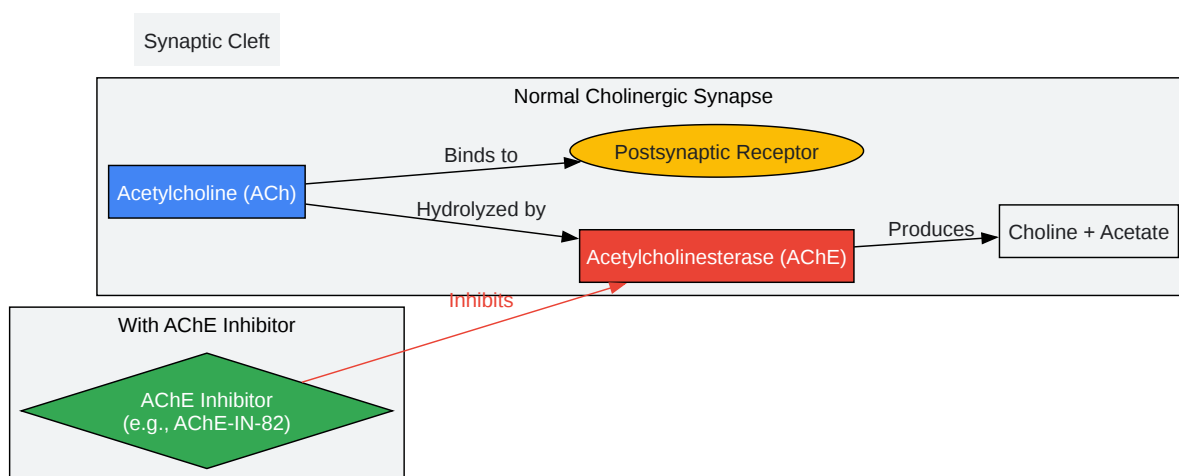 Synaptic Cleft
Normal Cholinergic Synapse
Binds to
Postsynaptic Receptor
Acetylcholine (ACh)
Hydrolyzed by
Acetylcholinesterase (AChE)
Produces
Choline + Acetate
Inhibits
With AChE Inhibitor
AChE Inhibitor
(e.g., AChE-IN-82)